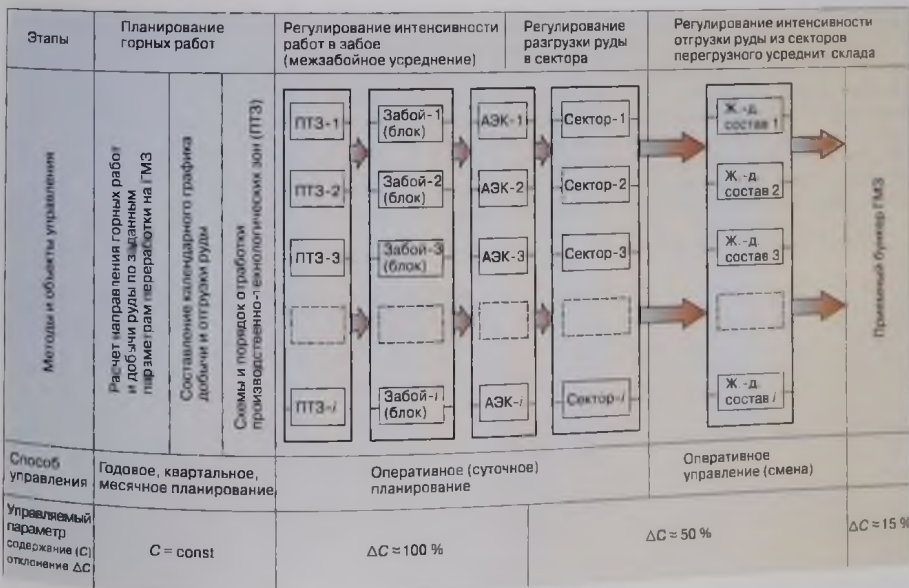 Этапы
Планирование
горных работ
Регулирование интенсивности
работ в забое
(межзабойное усреднение)
Регулирование
разгрузки руды
в сектора
Регулирование интенсивности
отгрузки руды из секторов
перегрузного усреднит склада
Методы и объекты управления
Расчет направления горных работ
и добычи руды по заданным
параметрам переработки на ГМЗ
Составление календарного графика
добычи и отгрузки руды
Схемы и порядок отработки
производственно-технологических зон (ПТЗ)
ПТЗ-1
ПТЗ-2
ПТЗ-3
ПТЗ-i
Забой-1
(блок)
Забой-2
(блок)
Забой-3
(блок)
Забой-i
(блок)
АЭК-1
АЭК-2
АЭК-3
АЭК-i
Сектор-1
Сектор-2
Сектор-3
Сектор-i
Ж.-д.
состав 1
Ж.-д.
состав 2
Ж.-д.
состав 3
Ж.-д.
состав i
Приемный бункер ГМЗ
Способ
управления
Годовое, квартальное,
месячное планирование
Оперативное (суточное)
планирование
Оперативное
управление (смена)
Управляемый
параметр
содержание (С)
отклонение ΔС
C = const
ΔC ≈ 100 %
ΔC ≈ 50 %
ΔC ≈ 15 %